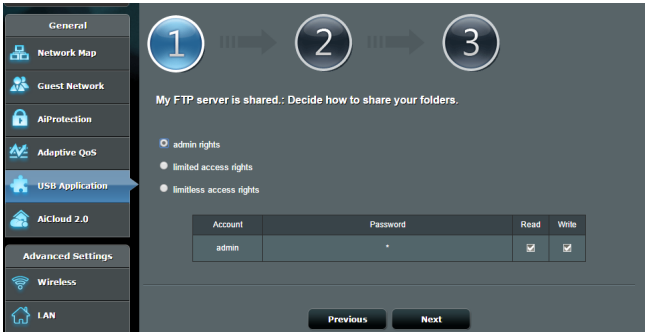 General
Network Map
Guest Network
AiProtection
Adaptive QoS
USB Application
AiCloud 2.0
Advanced Settings
Wireless
LAN
1 2 3
My FTP server is shared.: Decide how to share your folders.
admin rights
limited access rights
limitless access rights
Account Password Read Write
admin *
Previous Next